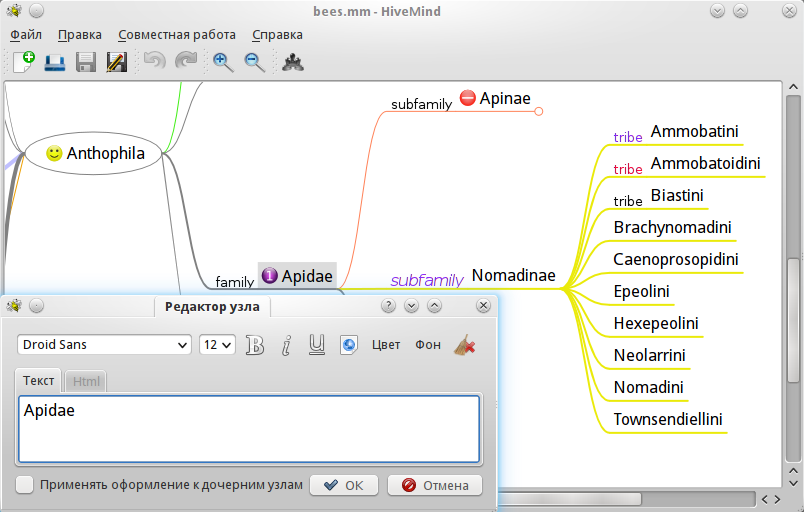 bees.mm - HiveMind
Файл Правка Совместная работа Справка
subfamily Apinae
Anthophila
family 1 Apidae
subfamily Nomadinae
tribe Ammobatini
tribe Ammobatoidini
tribe Biastini
Brachynomadini
Caenoprosopidini
Epeolini
Hexepeolini
Neolarrini
Nomadini
Townsendiellini
Редактор узла
?
Droid Sans 12 B i U Цвет Фон
Текст Html
Apidae
Применять оформление к дочерним узлам OK Отмена